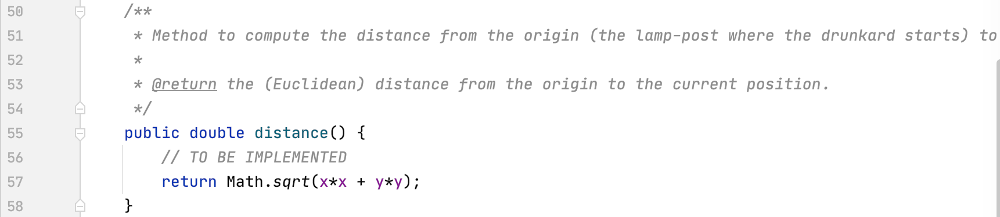 50 /**
51 * Method to compute the distance from the origin (the lamp-post where the drunkard starts) to
52 *
53 * @return the (Euclidean) distance from the origin to the current position.
54 */
55 public double distance() {
56 // TO BE IMPLEMENTED
57 return Math.sqrt(x*x + y*y);
58 }